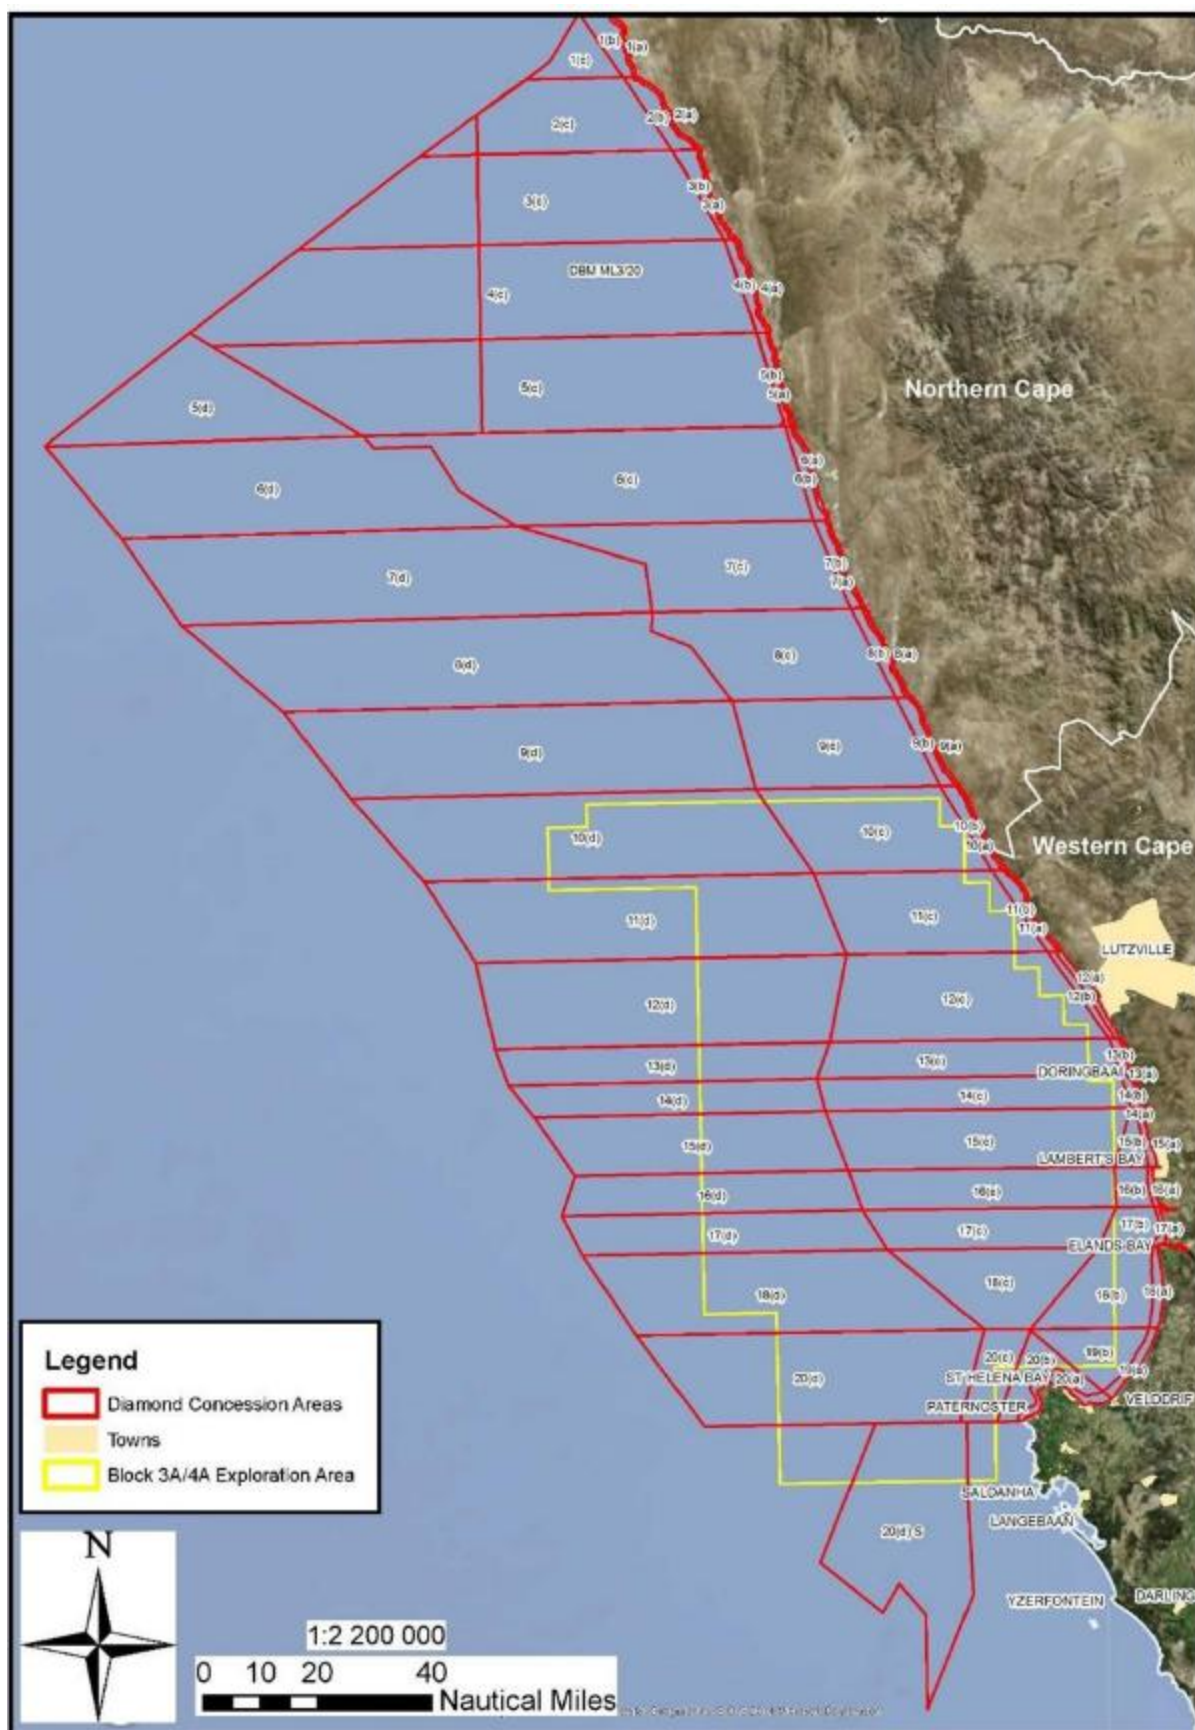 1(b)
1(a)
1(c)
2(c)
2(b)
2(a)
3(b)
3(c)
3(a)
DBM ML3/20
4(b)
4(a)
4(c)
5(b)
5(c)
5(a)
Northern Cape
5(d)
6(a)
6(b)
6(c)
6(d)
7(b)
7(c)
7(d)
7(a)
8(b)
8(a)
8(c)
8(d)
9(b)
9(a)
9(c)
9(d)
10(b)
10(c)
10(d)
10(a)
Western Cape
11(b)
11(c)
11(d)
11(a)
LUTZVILLE
12(a)
12(b)
12(c)
12(d)
13(b)
13(c)
13(d)
DORINGBAAI
13(a)
14(b)
14(c)
14(d)
14(a)
15(b)
15(a)
15(c)
15(d)
LAMBERT'S BAY
16(b)
16(a)
16(c)
16(d)
17(b)
17(a)
17(c)
17(d)
ELANDS BAY
18(c)
18(d)
18(b)
18(a)
19(b)
20(c)
20(b)
19(a)
20(d)
ST HELENA BAY
20(a)
PATERNOSTER
VELDDRIF
SALDANHA
LANGEBAAN
20(d) S
YZERFONTEIN
DARLING
Legend
Diamond Concession Areas
Towns
Block 3A/4A Exploration Area
N
1:2 200 000
0 10 20 40
Nautical Miles